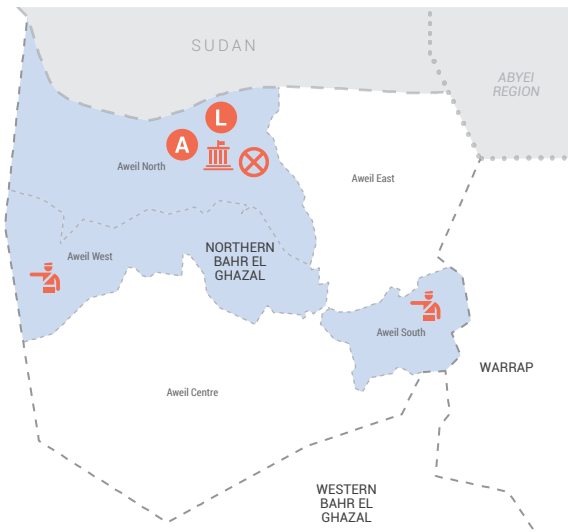 SUDAN
ABYEI
REGION
L
A
Aweil North
Aweil East
Aweil West
NORTHERN
BAHR EL
GHAZAL
Aweil South
WARRAP
Aweil Centre
WESTERN
BAHR EL
GHAZAL